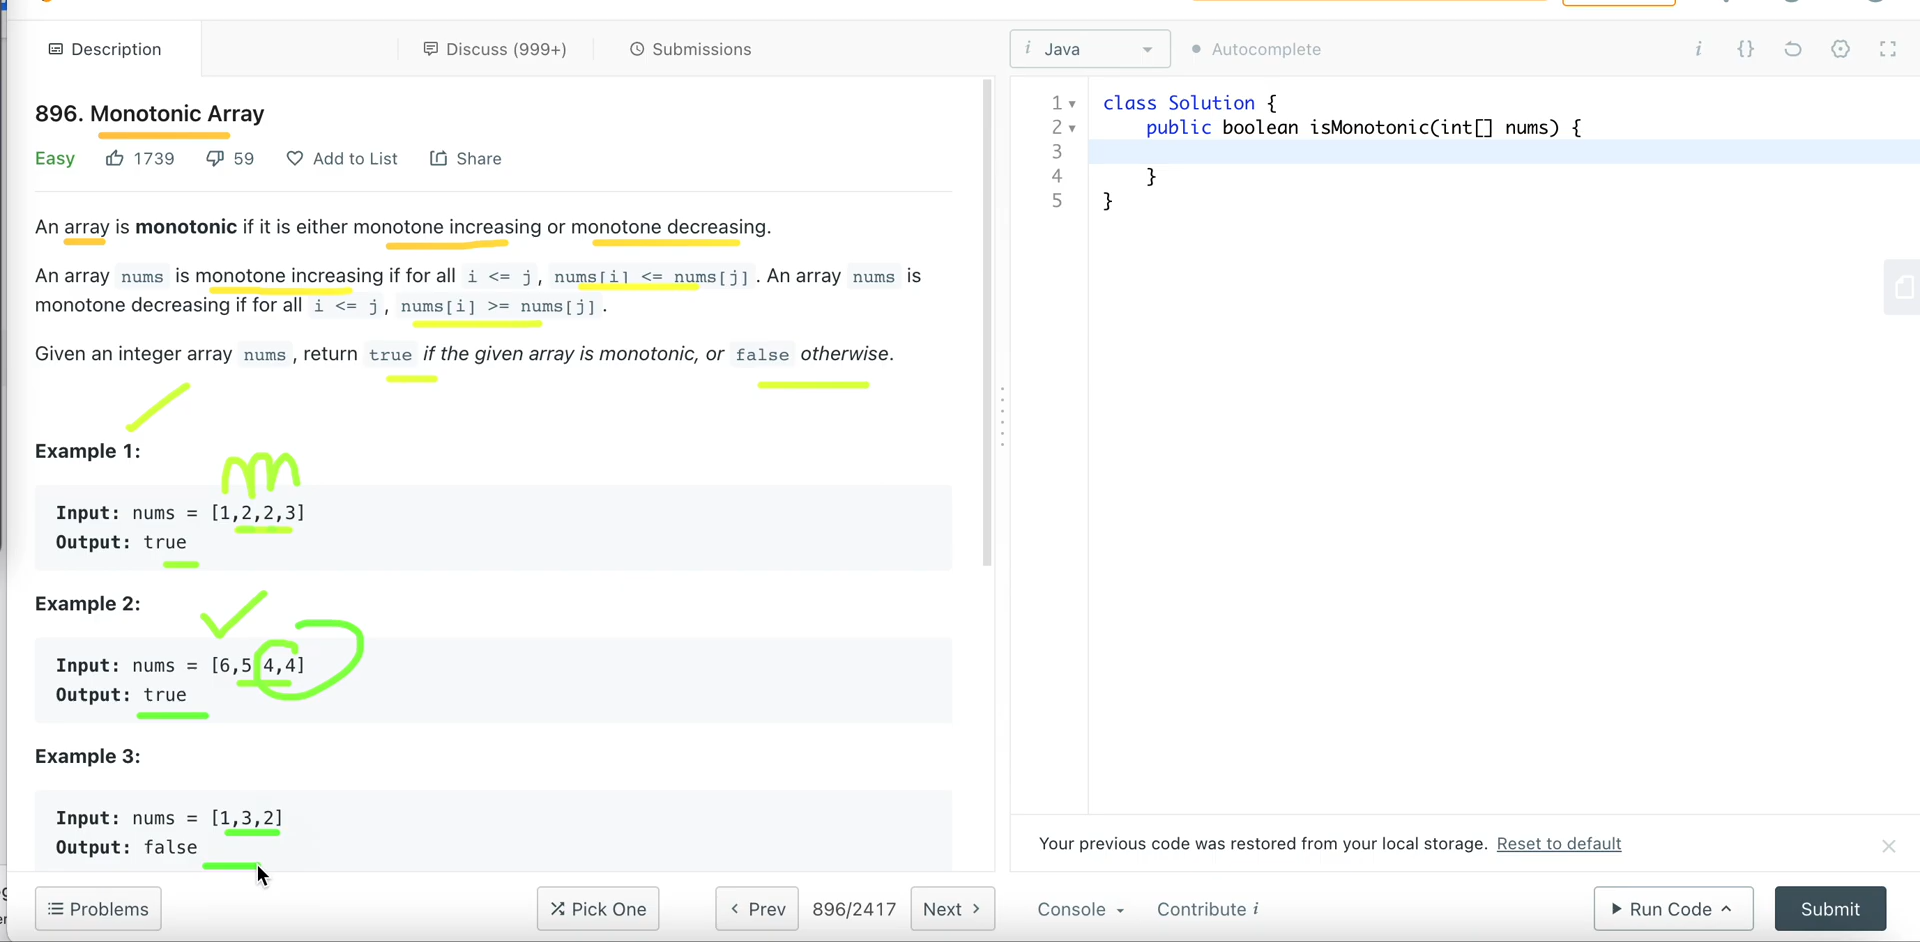 Description
Discuss (999+)
Submissions
i Java
Autocomplete
i {}
896. Monotonic Array
Easy 1739 59 Add to List Share
An array is monotonic if it is either monotone increasing or monotone decreasing.
An array nums is monotone increasing if for all i <= j, nums[i] <= nums[j]. An array nums is
monotone decreasing if for all i <= j, nums[i] >= nums[j].
Given an integer array nums, return true if the given array is monotonic, or false otherwise.
Example 1:
Input: nums = [1,2,2,3]
Output: true
Example 2:
Input: nums = [6,5,4,4]
Output: true
Example 3:
Input: nums = [1,3,2]
Output: false
1 class Solution {
2 public boolean isMonotonic(int[] nums) {
3
4 }
5 }
Your previous code was restored from your local storage. Reset to default
Problems
Pick One
< Prev
896/2417
Next >
Console
Contribute i
Run Code
Submit